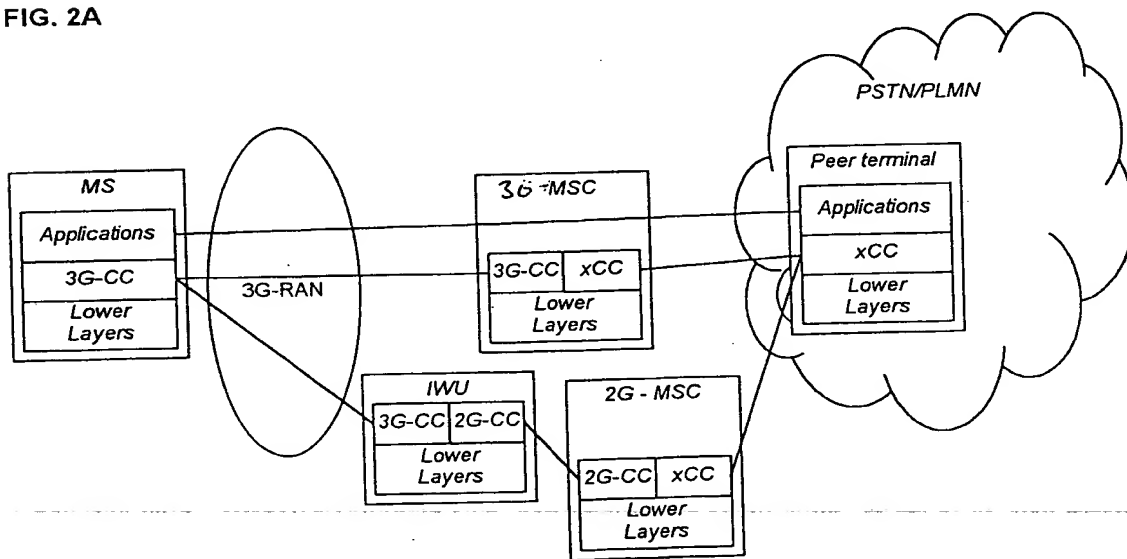 FIG. 2A
PSTN/PLMN
MS
Applications
3G-CC
Lower
Layers
3G-RAN
3G-MSC
3G-CC xCC
Lower
Layers
Peer terminal
Applications
xCC
Lower
Layers
IWU
3G-CC 2G-CC
Lower
Layers
2G - MSC
2G-CC xCC
Lower
Layers